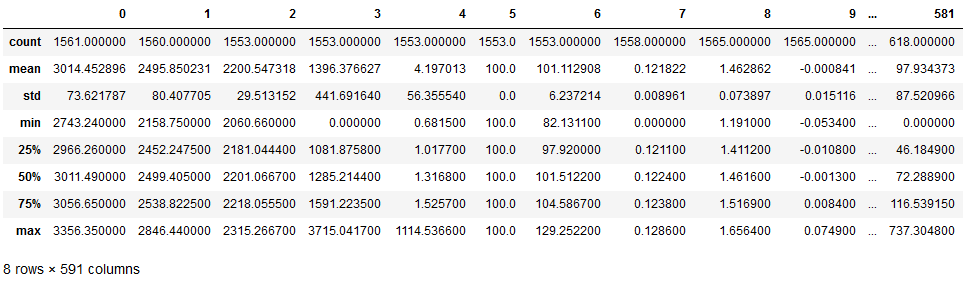 0 1 2 3 4 5 6 7 8 9 ... 581
count 1561.000000 1560.000000 1553.000000 1553.000000 1553.000000 1553.0 1553.000000 1558.000000 1565.000000 1565.000000 ... 618.000000
mean 3014.452896 2495.850231 2200.547318 1396.376627 4.197013 100.0 101.112908 0.121822 1.462862 -0.000841 ... 97.934373
std 73.621787 80.407705 29.513152 441.691640 56.355540 0.0 6.237214 0.008961 0.073897 0.015116 ... 87.520966
min 2743.240000 2158.750000 2060.660000 0.000000 0.681500 100.0 82.131100 0.000000 1.191000 -0.053400 ... 0.000000
25% 2966.260000 2452.247500 2181.044400 1081.875800 1.017700 100.0 97.920000 0.121100 1.411200 -0.010800 ... 46.184900
50% 3011.490000 2499.405000 2201.066700 1285.214400 1.316800 100.0 101.512200 0.122400 1.461600 -0.001300 ... 72.288900
75% 3056.650000 2538.822500 2218.055500 1591.223500 1.525700 100.0 104.586700 0.123800 1.516900 0.008400 ... 116.539150
max 3356.350000 2846.440000 2315.266700 3715.041700 1114.536600 100.0 129.252200 0.128600 1.656400 0.074900 ... 737.304800
8 rows × 591 columns